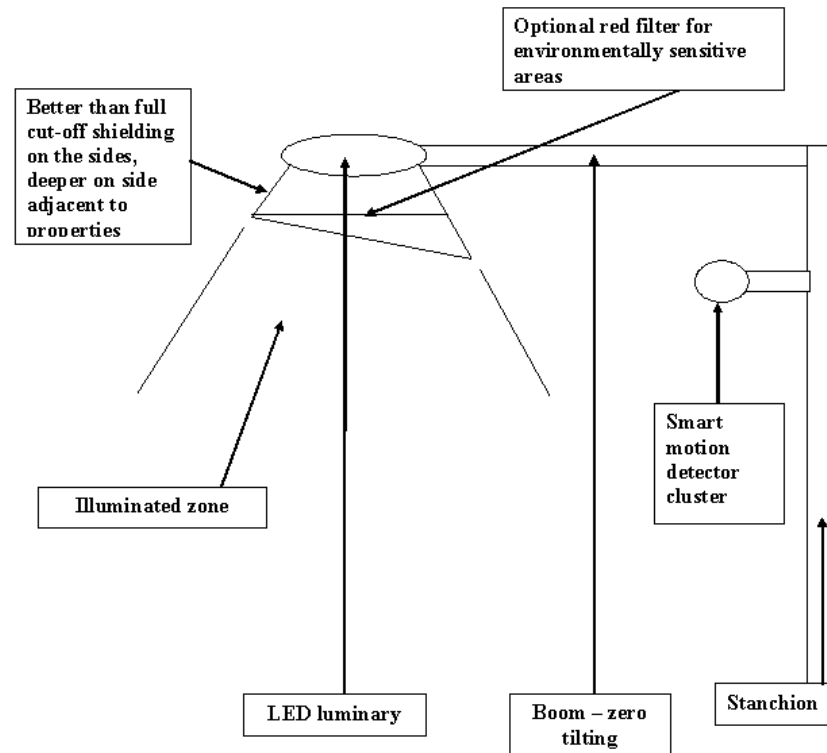 Optional red filter for
environmentally sensitive
areas
Better than full
cut-off shielding
on the sides,
deeper on side
adjacent to
properties
Smart
motion
detector
cluster
Illuminated zone
LED luminary
Boom – zero
tilting
Stanchion